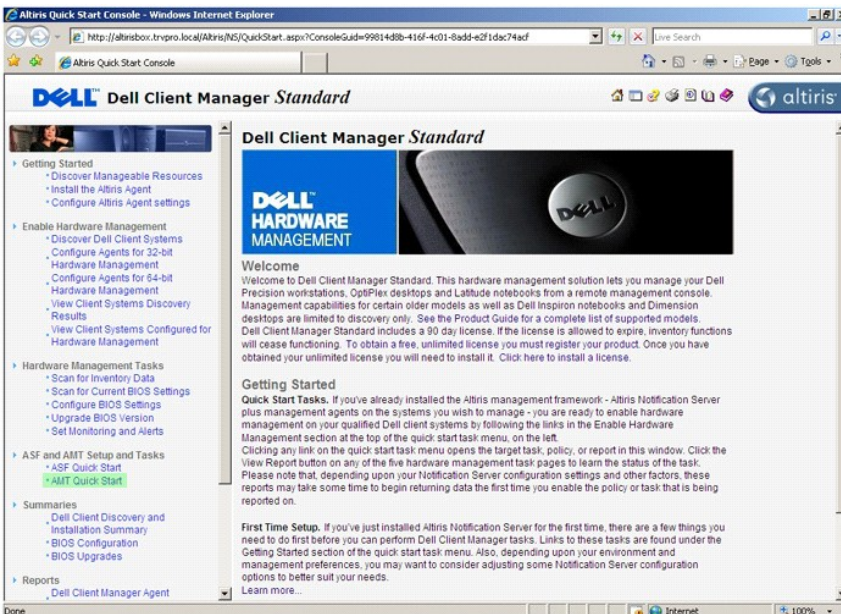 Altiris Quick Start Console - Windows Internet Explorer
http://altirisbox.trvpro.local/Altiris/NS/QuickStart.aspx?ConsoleGuid=99814d8b-416f-4c01-8add-e2f1dac74acf
Live Search
Altiris Quick Start Console
Page
Tools
DELL™ Dell Client Manager Standard
altiris
Getting Started
Discover Manageable Resources
Install the Altiris Agent
Configure Altiris Agent settings
Enable Hardware Management
Discover Dell Client Systems
Configure Agents for 32-bit
Hardware Management
Configure Agents for 64-bit
Hardware Management
View Client Systems Discovery
Results
View Client Systems Configured for
Hardware Management
Hardware Management Tasks
Scan for Inventory Data
Scan for Current BIOS Settings
Configure BIOS Settings
Upgrade BIOS Version
Set Monitoring and Alerts
ASF and AMT Setup and Tasks
ASF Quick Start
AMT Quick Start
Summaries
Dell Client Discovery and
Installation Summary
BIOS Configuration
BIOS Upgrades
Reports
Dell Client Manager Agent
Dell Client Manager Standard
DELL™
HARDWARE
MANAGEMENT
DELL
Welcome
Welcome to Dell Client Manager Standard. This hardware management solution lets you manage your Dell
Precision workstations, OptiPlex desktops and Latitude notebooks from a remote management console.
Management capabilities for certain older models as well as Dell Inspiron notebooks and Dimension
desktops are limited to discovery only. See the Product Guide for a complete list of supported models.
Dell Client Manager Standard includes a 90 day license. If the license is allowed to expire, inventory functions
will cease functioning. To obtain a free, unlimited license you must register your product. Once you have
obtained your unlimited license you will need to install it. Click here to install a license.
Getting Started
Quick Start Tasks. If you've already installed the Altiris management framework - Altiris Notification Server
plus management agents on the systems you wish to manage - you are ready to enable hardware
management on your qualified Dell client systems by following the links in the Enable Hardware
Management section at the top of the quick start task menu, on the left.
Clicking any link on the quick start task menu opens the target task, policy, or report in this window. Click the
View Report button on any of the five hardware management task pages to learn the status of the task.
Please note that, depending upon your Notification Server configuration settings and other factors, these
reports may take some time to begin returning data the first time you enable the policy or task that is being
reported on.
First Time Setup. If you've just installed Altiris Notification Server for the first time, there are a few things you
need to do first before you can perform Dell Client Manager tasks. Links to these tasks are found under the
Getting Started section of the quick start task menu. Also, depending upon your environment and
management preferences, you may want to consider adjusting some Notification Server configuration
options to better suit your needs.
Learn more...
Done
Internet
100%